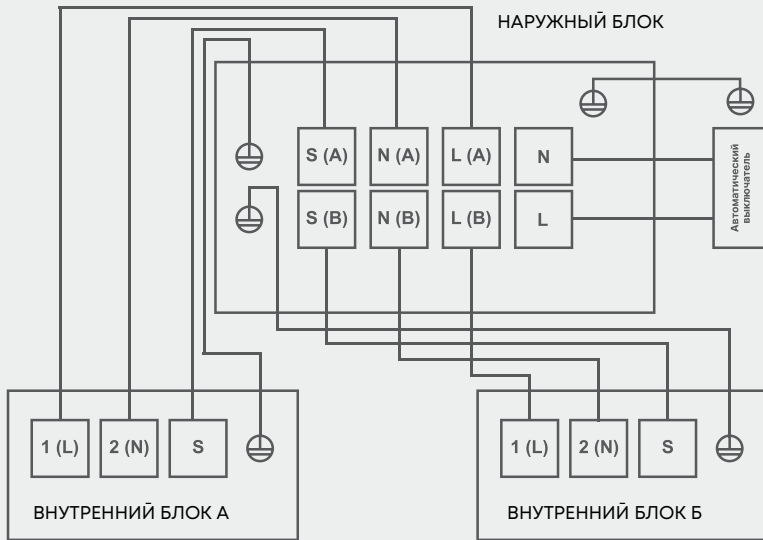 НАРУЖНЫЙ БЛОК
S (A) N (A) L (A) N
S (B) N (B) L (B) L
Автоматический
выключатель
1 (L) 2 (N) S
ВНУТРЕННИЙ БЛОК А
1 (L) 2 (N) S
ВНУТРЕННИЙ БЛОК Б